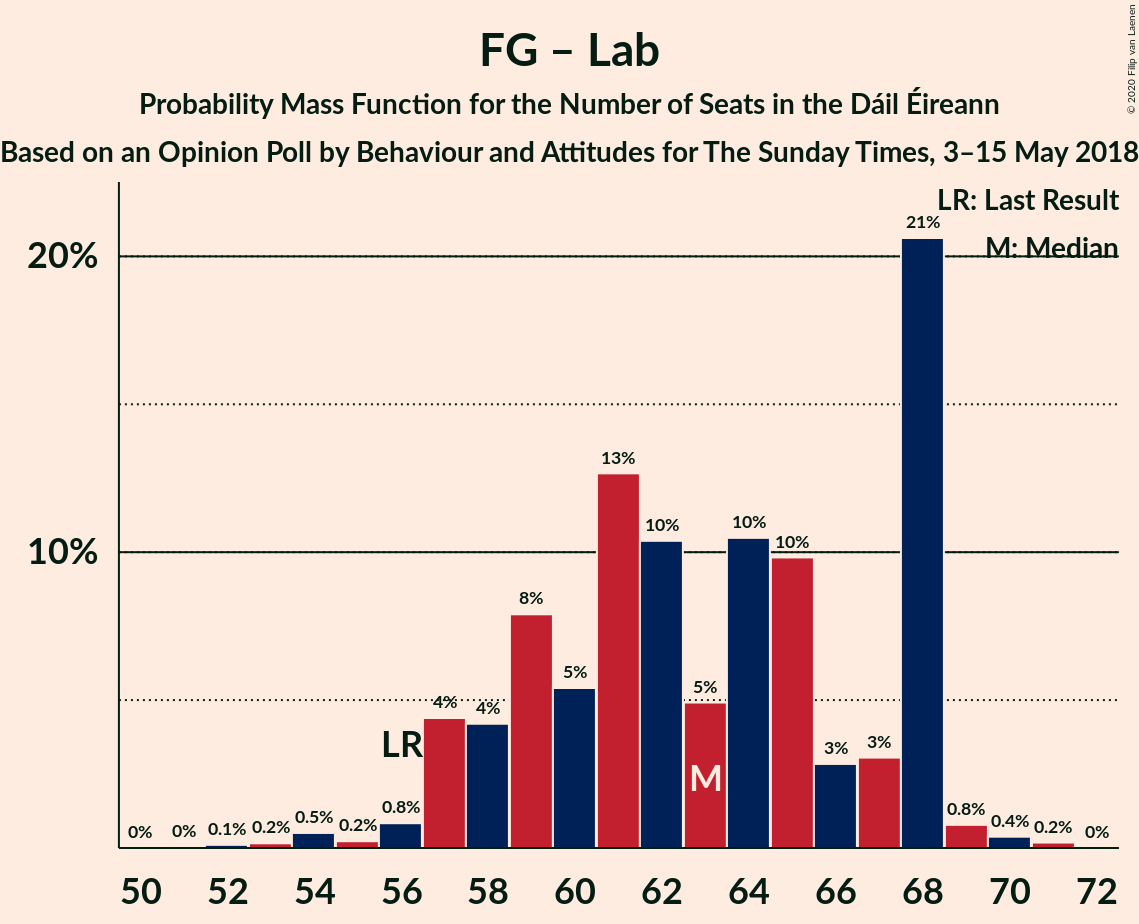 FG – Lab
Probability Mass Function for the Number of Seats in the Dáil Éireann
Based on an Opinion Poll by Behaviour and Attitudes for The Sunday Times, 3–15 May 2018
© 2020 Filip van Laenen
LR: Last Result
M: Median
20%
10%
0% 0% 0.1% 0.2% 0.5% 0.2% 0.8% 4% 4% 8% 5% 13% 10% 5% 10% 10% 3% 3% 21% 0.8% 0.4% 0.2% 0%
LR
M
50 52 54 56 58 60 62 64 66 68 70 72